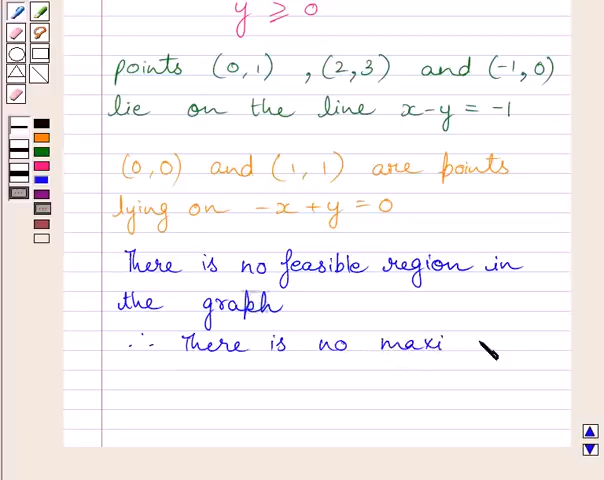 y ≥ 0
points (0,1) , (2,3) and (-1,0)
lie on the line x-y = -1
(0,0) and (1,1) are points
lying on -x+y=0
There is no feasible region in
the graph
∴ There is no maxi